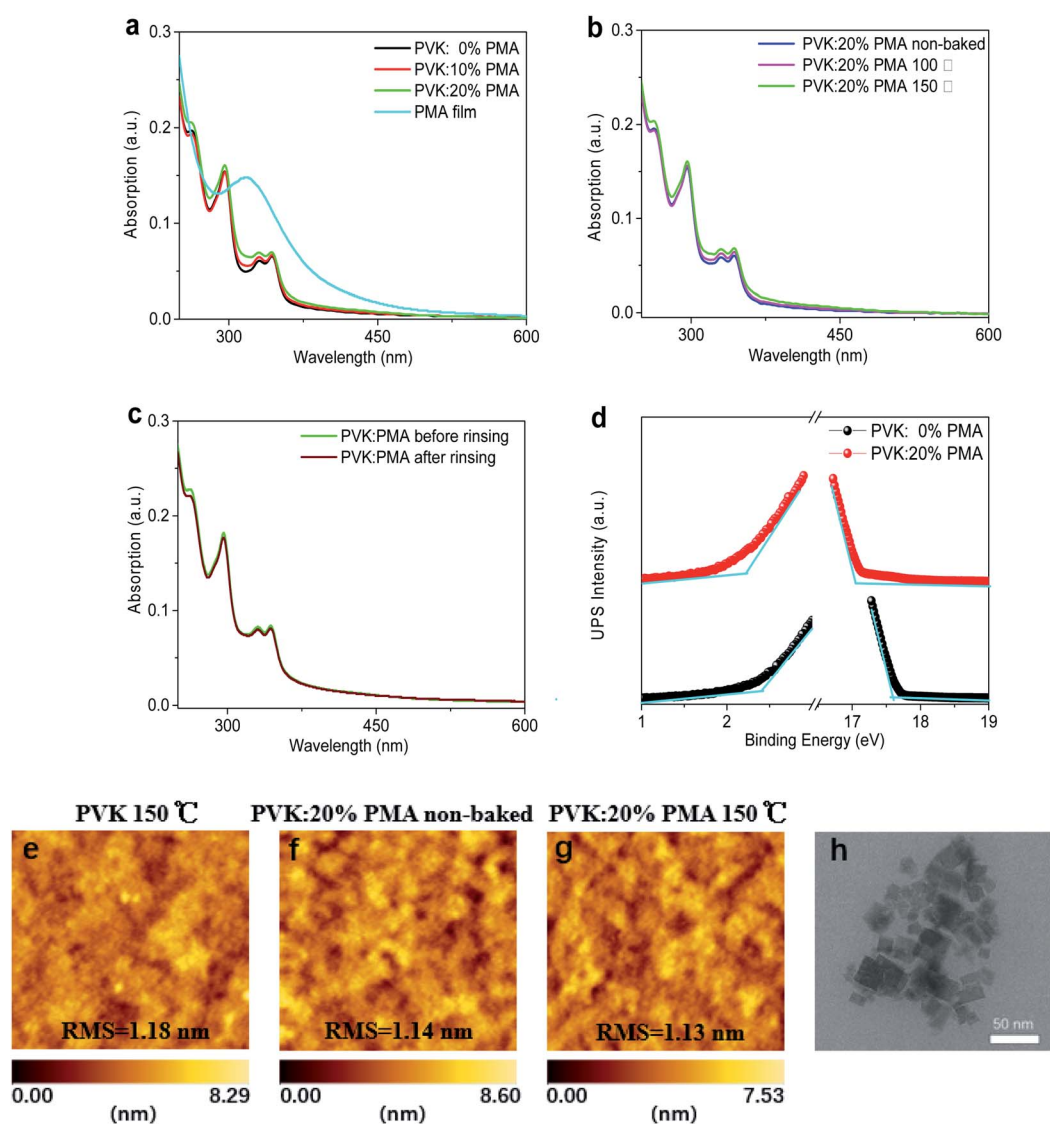 a
0.3
0.2
0.1
0.0
Absorption (a.u.)
PVK: 0% PMA
PVK:10% PMA
PVK:20% PMA
PMA film
300
450
600
Wavelength (nm)
b
0.3
0.2
0.1
0.0
Absorption (a.u.)
PVK:20% PMA non-baked
PVK:20% PMA 100 □
PVK:20% PMA 150 □
300
450
600
Wavelength (nm)
c
0.3
0.2
0.1
0.0
Absorption (a.u.)
PVK:PMA before rinsing
PVK:PMA after rinsing
300
450
600
Wavelength (nm)
d
UPS Intensity (a.u.)
PVK: 0% PMA
PVK:20% PMA
1
2
17
18
19
Binding Energy (eV)
PVK 150 ℃
e
RMS=1.18 nm
0.00
8.29
(nm)
PVK:20% PMA non-baked
f
RMS=1.14 nm
0.00
8.60
(nm)
PVK:20% PMA 150 ℃
g
RMS=1.13 nm
0.00
7.53
(nm)
h
50 nm